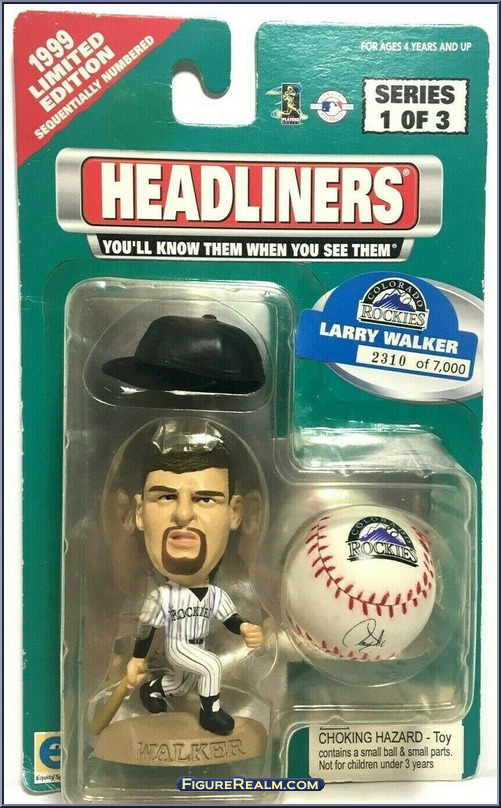 1999
LIMITED
EDITION
SEQUENTIALLY NUMBERED
FOR AGES 4 YEARS AND UP
SERIES
1 OF 3
HEADLINERS®
YOU'LL KNOW THEM WHEN YOU SEE THEM®
COLORADO
ROCKIES
LARRY WALKER
2310 of 7,000
COLORADO
ROCKIES
ROCKIES
WALKER
CHOKING HAZARD - Toy
contains a small ball & small parts.
Not for children under 3 years
Equity
FIGUREREALM.COM